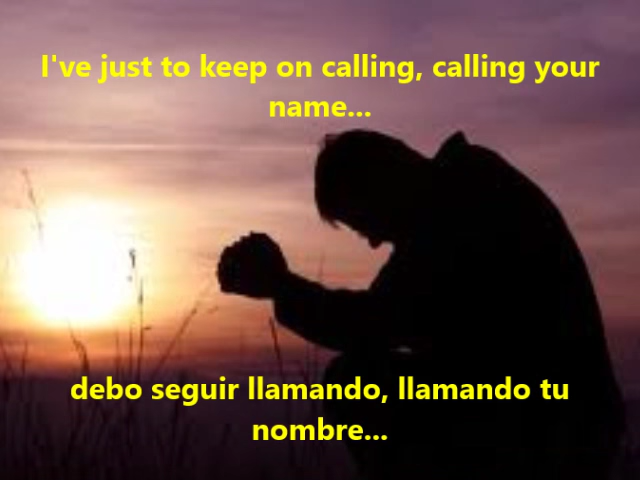 I've just to keep on calling, calling your
name...
debo seguir llamando, llamando tu
nombre...